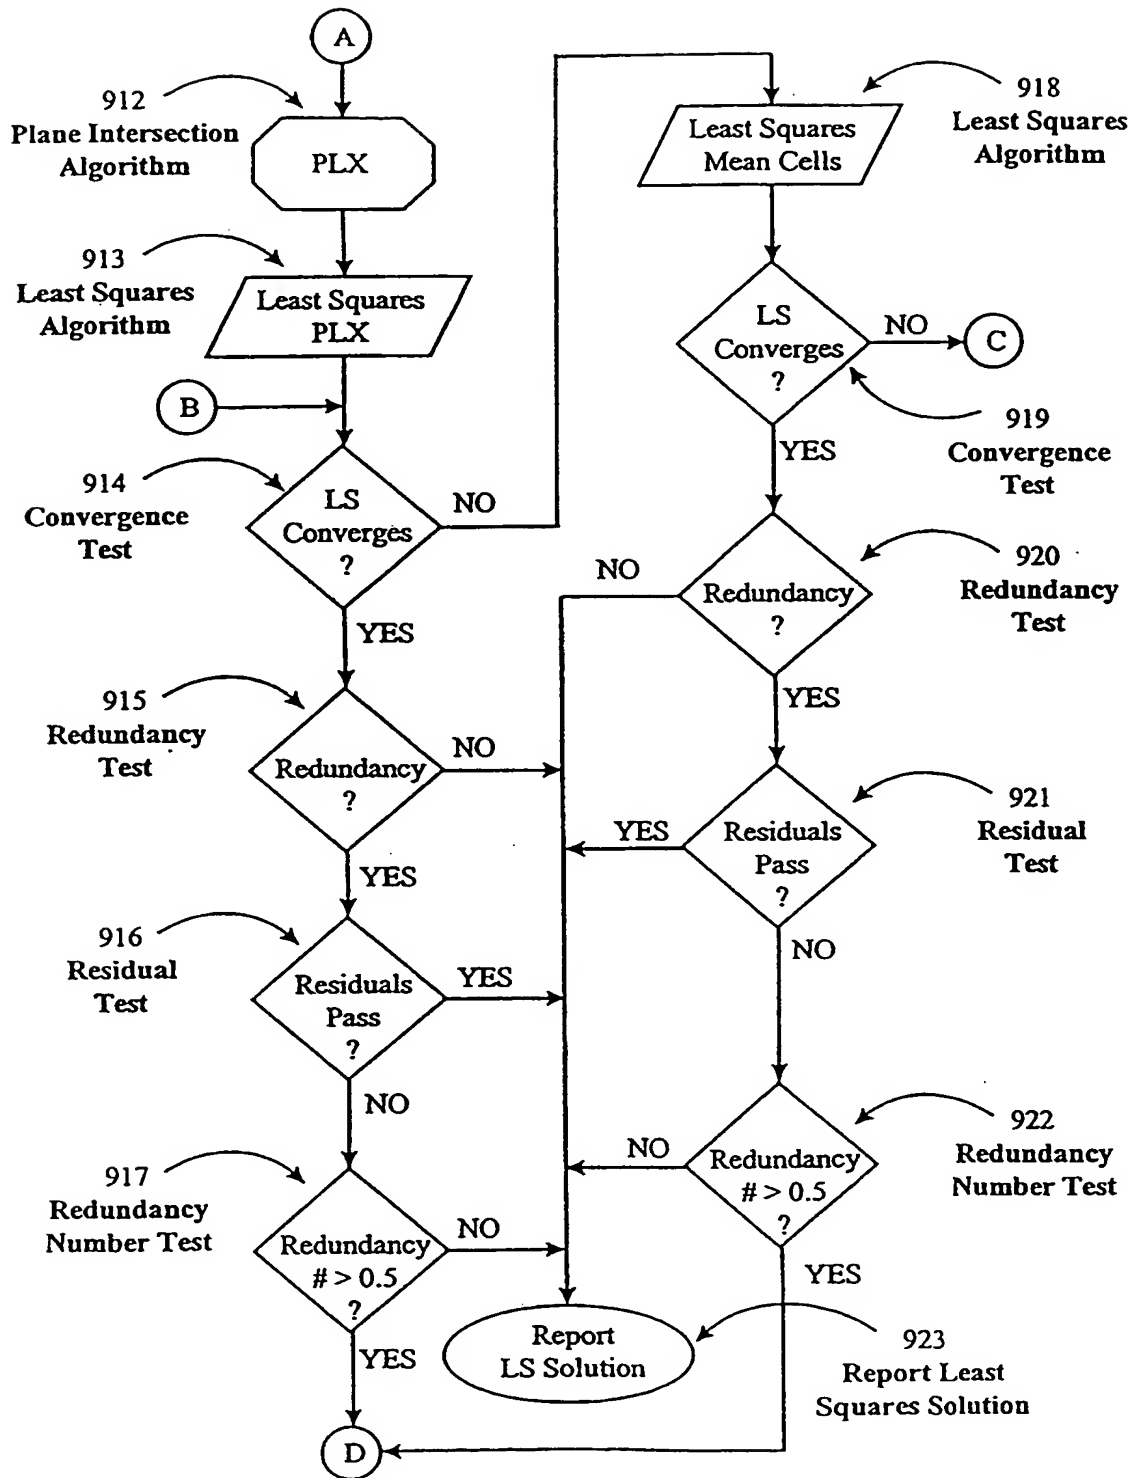 A
912
Plane Intersection
Algorithm
PLX
913
Least Squares
Algorithm
Least Squares
PLX
B
914
Convergence
Test
LS
Converges
?
NO
YES
915
Redundancy
Test
Redundancy
?
NO
YES
916
Residual
Test
Residuals
Pass
?
YES
NO
917
Redundancy
Number Test
Redundancy
# > 0.5
?
NO
YES
D
918
Least Squares
Algorithm
Least Squares
Mean Cells
LS
Converges
?
NO
C
919
Convergence
Test
YES
920
Redundancy
Test
Redundancy
?
NO
YES
921
Residual
Test
Residuals
Pass
?
YES
NO
922
Redundancy
Number Test
Redundancy
# > 0.5
?
NO
YES
Report
LS Solution
923
Report Least
Squares Solution